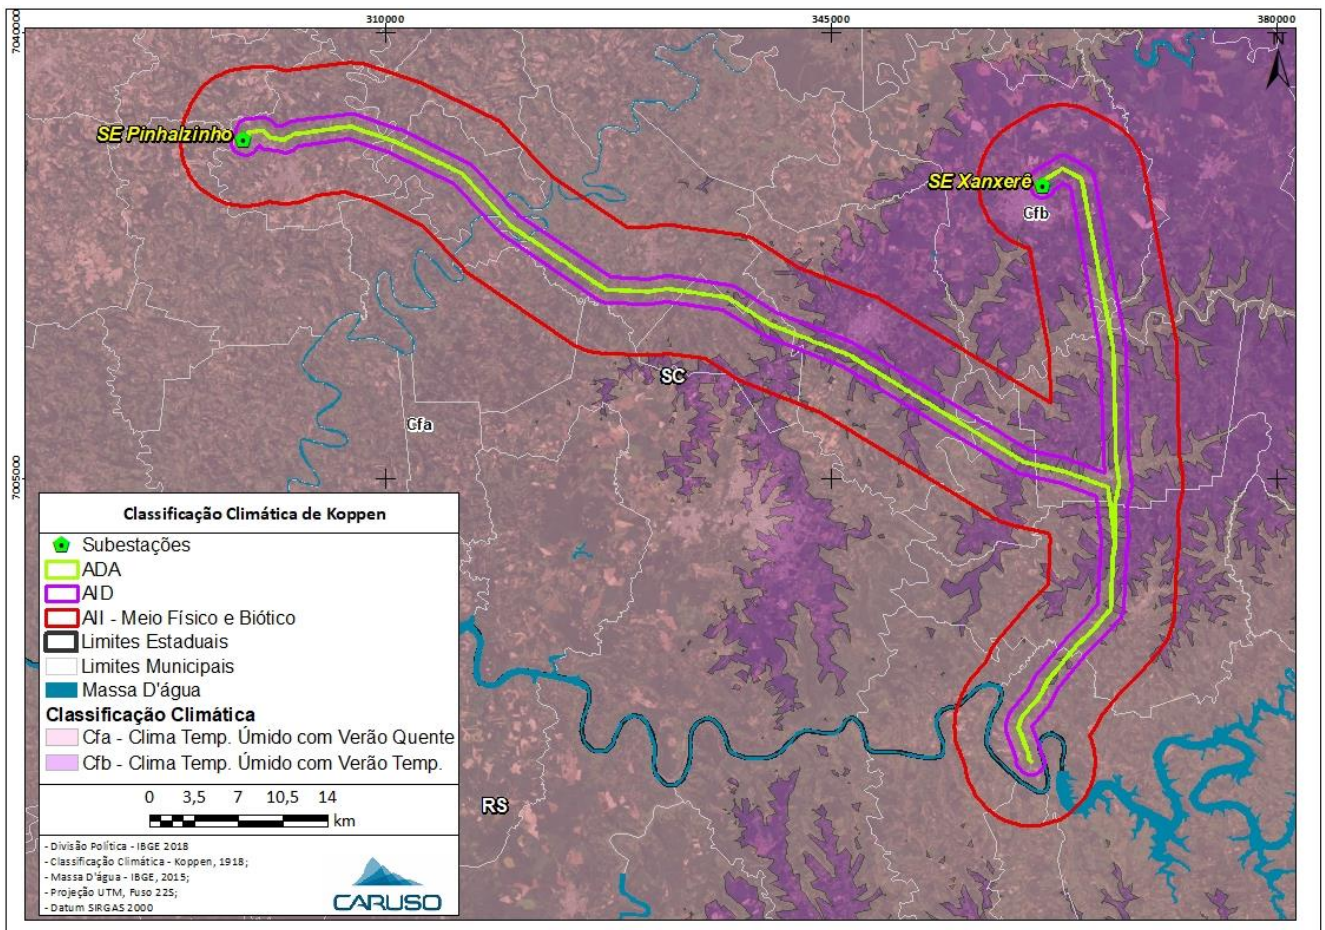 310000
345000
380000
7040000
N
SE Pinhalzinho
SE Xanxerê
Cfb
SC
Cfa
7005000
RS
Classificação Climática de Koppen
Subestações
ADA
AID
AII - Meio Físico e Biótico
Limites Estaduais
Limites Municipais
Massa D'água
Classificação Climática
Cfa - Clima Temp. Úmido com Verão Quente
Cfb - Clima Temp. Úmido com Verão Temp.
0 3,5 7 10,5 14
km
- Divisão Política - IBGE 2018
- Classificação Climática - Koppen, 1918;
- Massa D'água - IBGE, 2015;
- Projeção UTM, Fuso 22S;
- Datum SIRGAS 2000
CARUSO